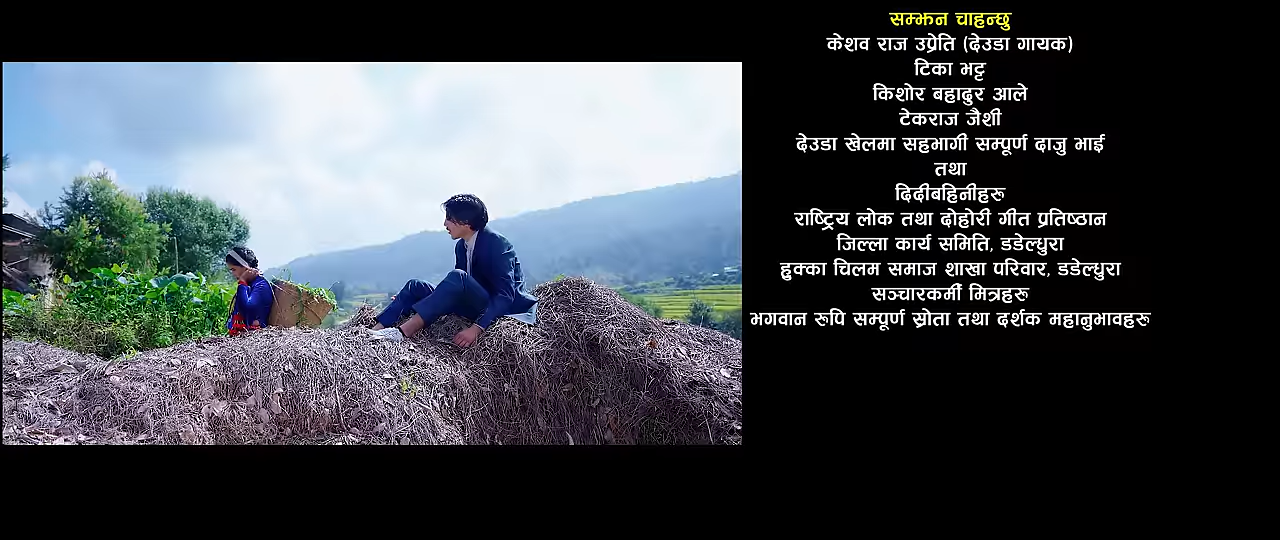 सम्झन चाहन्छु
केशव राज उप्रेति (देउडा गायक)
टिका भट्ट
किशोर बहादुर आले
टेकराज जैशी
देउडा खेलमा सहभागी सम्पूर्ण दाजु भाई
तथा
दिदीबहिनीहरू
राष्ट्रिय लोक तथा दोहोरी गीत प्रतिष्ठान
जिल्ला कार्य समिति, डडेल्धुरा
हुक्का चिलम समाज शाखा परिवार, डडेल्धुरा
सञ्चारकर्मी मित्रहरू
भगवान रूपि सम्पूर्ण स्रोता तथा दर्शक महानुभावहरू